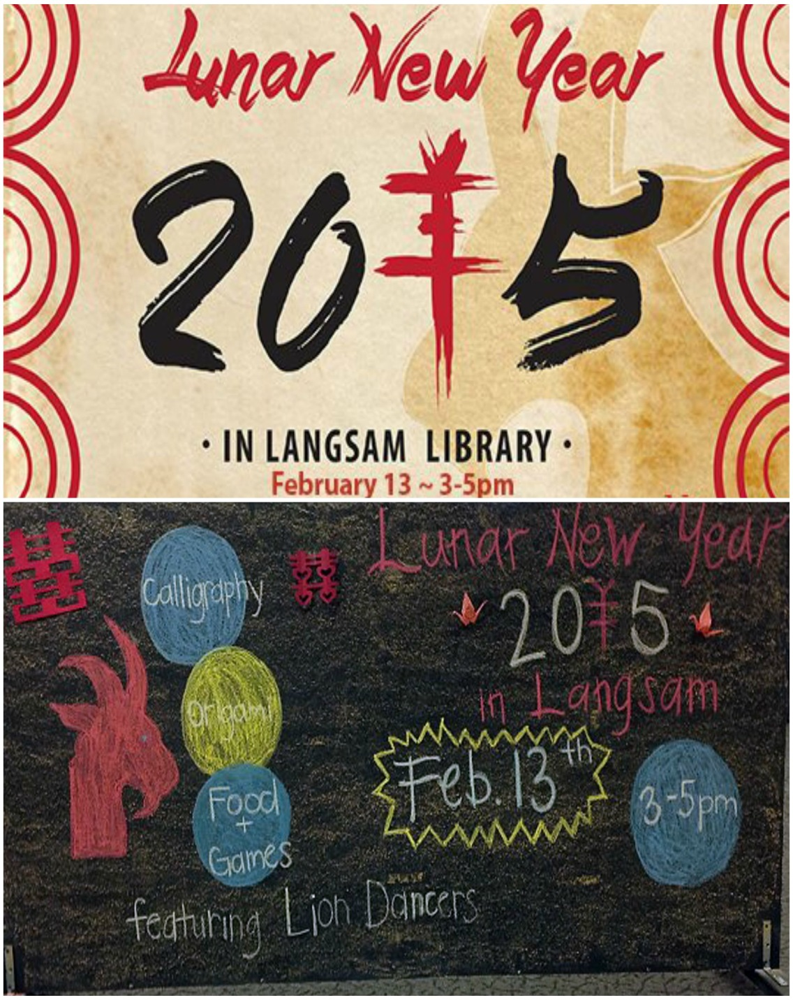 Lunar New Year
20羊5
· IN LANGSAM LIBRARY ·
February 13 ~ 3-5pm
囍
Calligraphy
囍
Origami
Food
+
Games
featuring Lion Dancers
Lunar New Year
20羊5
in Langsam
Feb. 13th
3-5pm